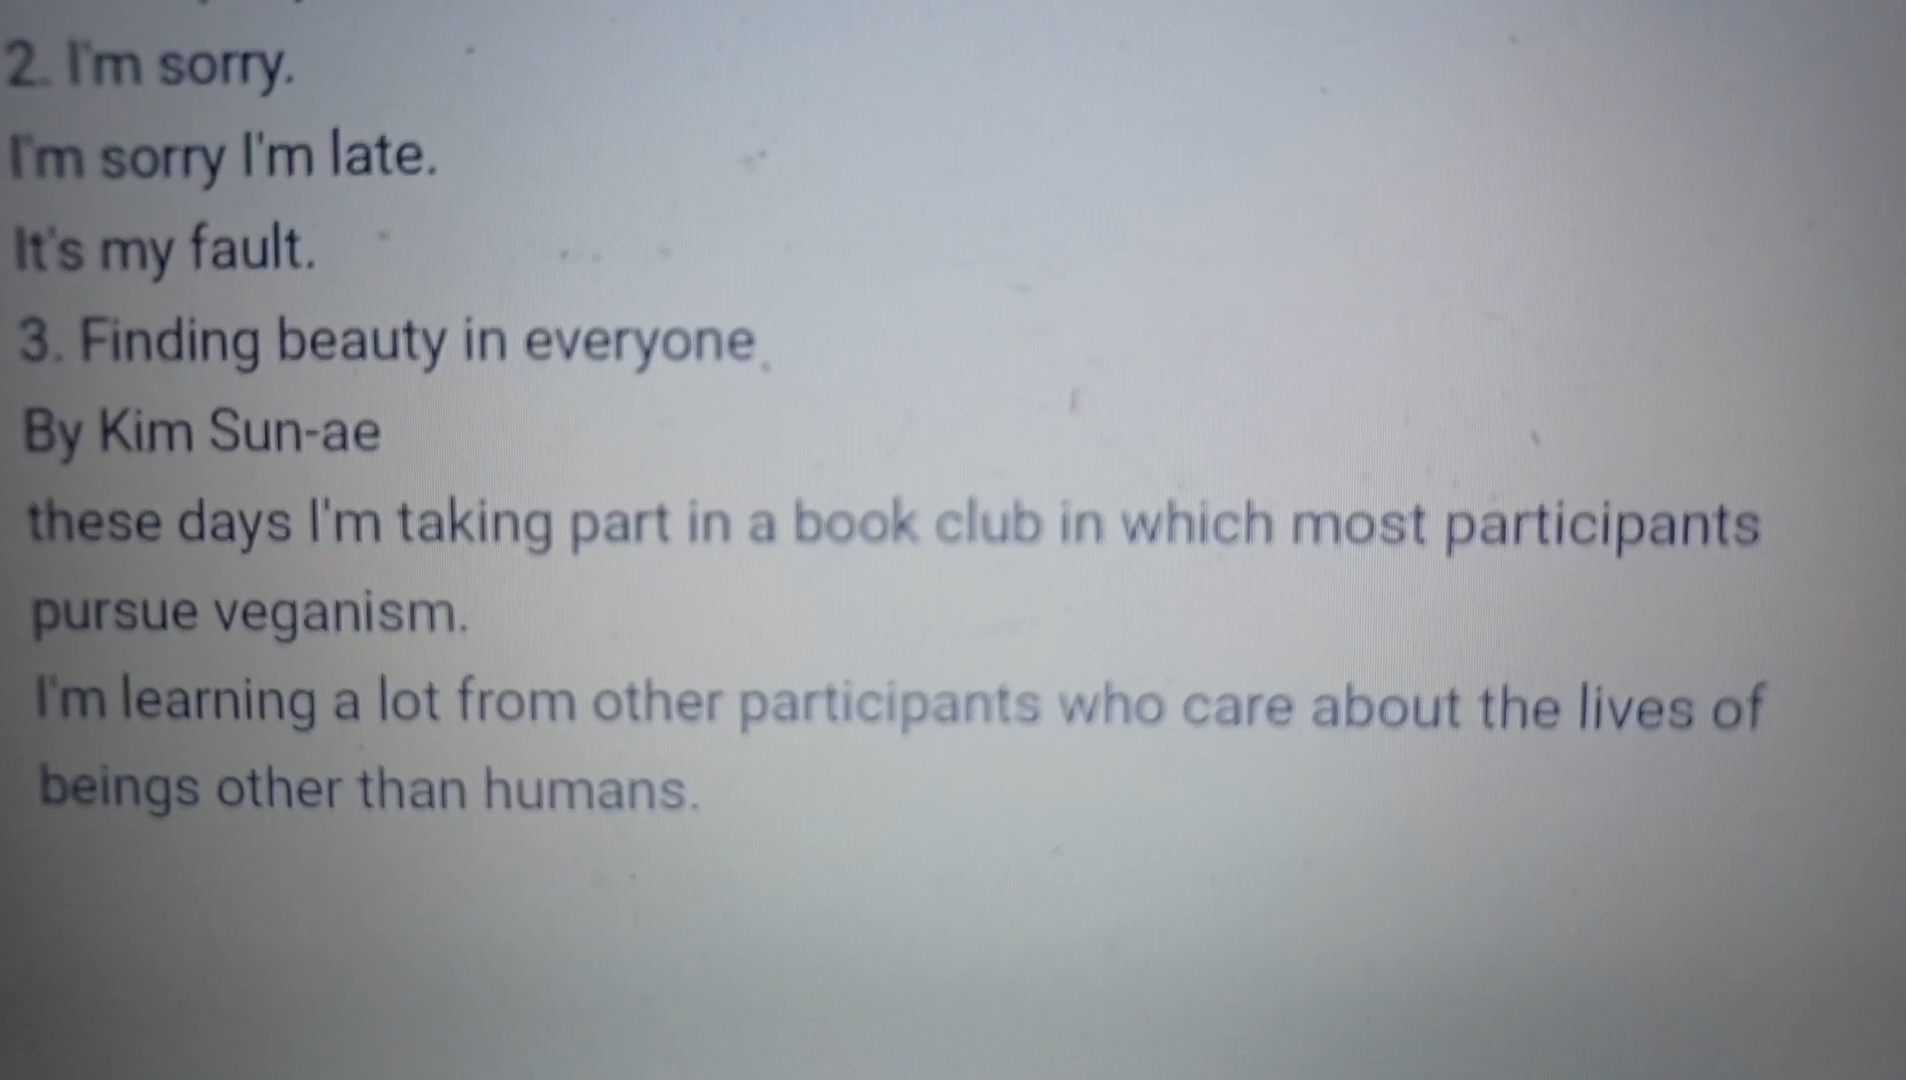 2. I'm sorry.
I'm sorry I'm late.
It's my fault.
3. Finding beauty in everyone.
By Kim Sun-ae
these days I'm taking part in a book club in which most participants
pursue veganism.
I'm learning a lot from other participants who care about the lives of
beings other than humans.